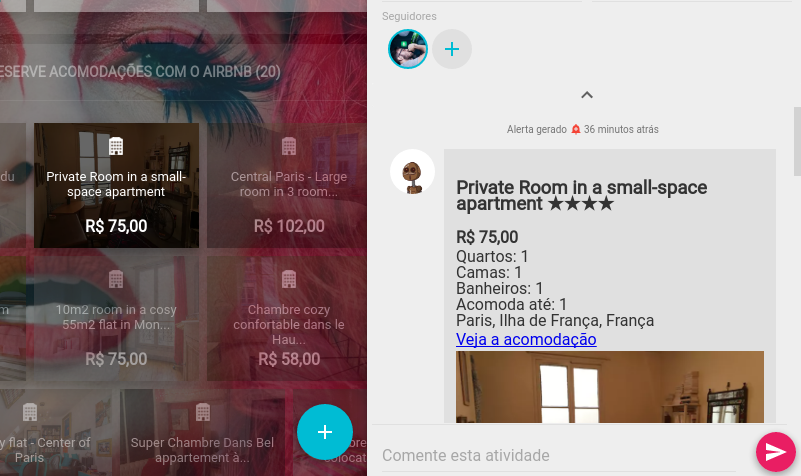 ESERVE ACOMODAÇÕES COM O AIRBNB (20)
du
Private Room in a small-
space apartment
R$ 75,00
Central Paris - Large
room in 3 room...
R$ 102,00
m
10m2 room in a cosy
55m2 flat in Mon...
R$ 75,00
Chambre cozy
confortable dans le
Hau...
R$ 58,00
y flat - Center of
Paris
Super Chambre Dans Bel
appartement à...
Seguidores
Alerta gerado 36 minutos atrás
Private Room in a small-space
apartment ★★★★
R$ 75,00
Quartos: 1
Camas: 1
Banheiros: 1
Acomoda até: 1
Paris, Ilha de França, França
Veja a acomodação
Comente esta atividade